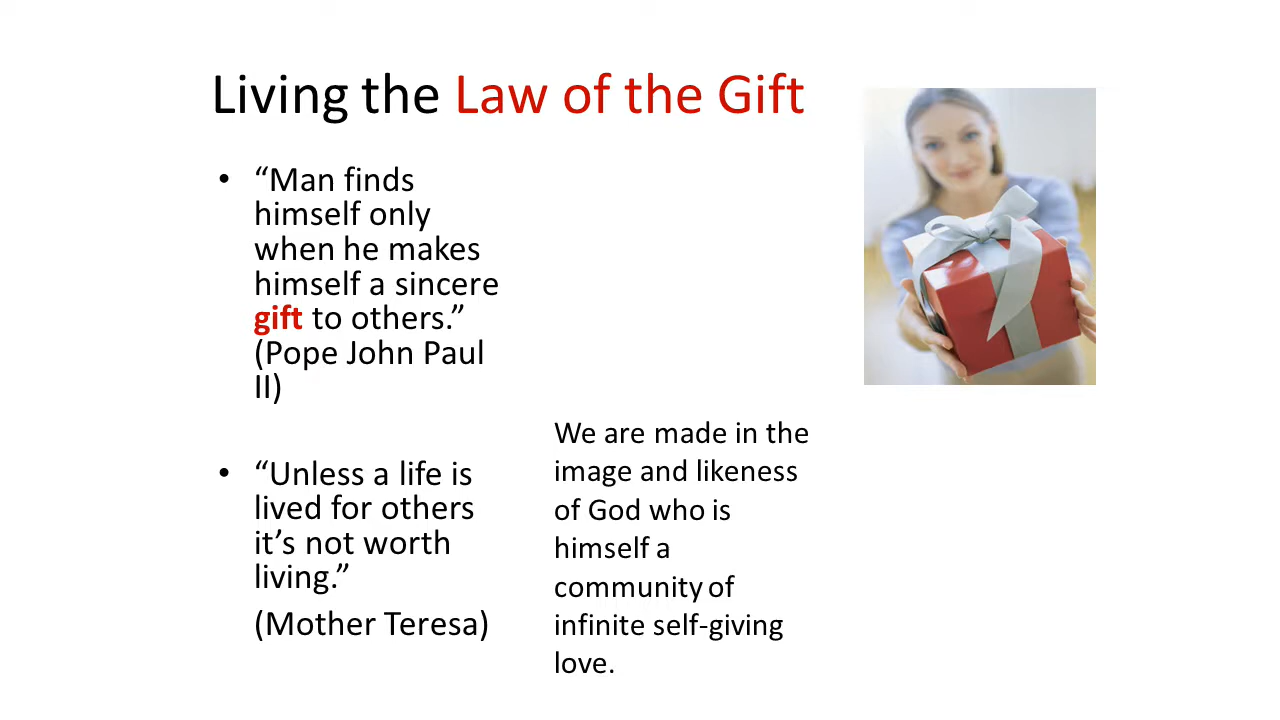 Living the Law of the Gift
• “Man finds
himself only
when he makes
himself a sincere
gift to others.”
(Pope John Paul
II)
• “Unless a life is
lived for others
it’s not worth
living.”
(Mother Teresa)
We are made in the
image and likeness
of God who is
himself a
community of
infinite self-giving
love.